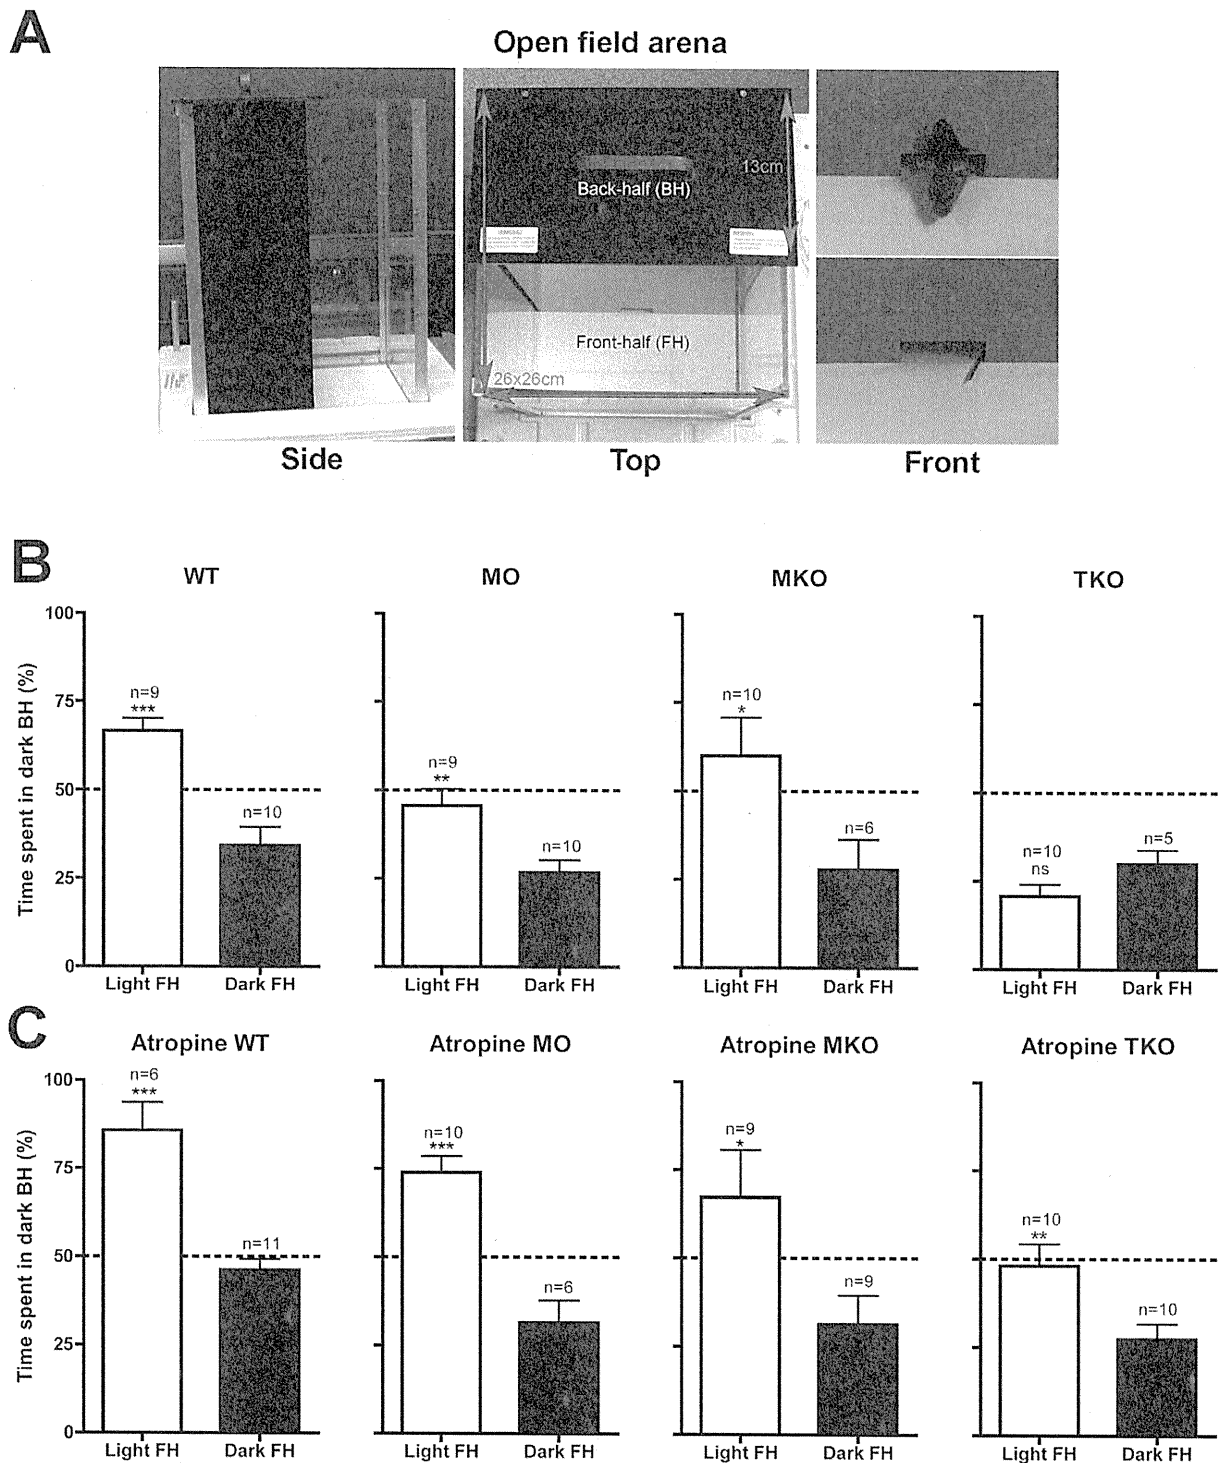 A
Open field arena
Back-half (BH)
13cm
Front-half (FH)
26x26cm
Side
Top
Front
B
WT
MO
MKO
TKO
Time spent in dark BH (%)
100
75
50
25
0
n=9
***
n=10
n=9
**
n=10
n=10
*
n=6
n=10
ns
n=5
Light FH
Dark FH
Light FH
Dark FH
Light FH
Dark FH
Light FH
Dark FH
C
Atropine WT
Atropine MO
Atropine MKO
Atropine TKO
Time spent in dark BH (%)
100
75
50
25
0
n=6
***
n=11
n=10
***
n=6
n=9
*
n=9
n=10
**
n=10
Light FH
Dark FH
Light FH
Dark FH
Light FH
Dark FH
Light FH
Dark FH